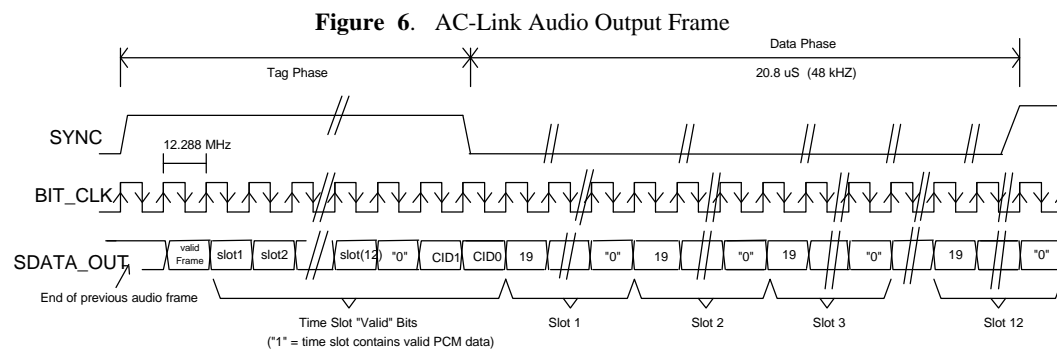 Figure 6. AC-Link Audio Output Frame
Data Phase
Tag Phase
20.8 uS (48 kHZ)
SYNC
12.288 MHz
BIT_CLK
SDATA_OUT
valid
Frame
slot1
slot2
slot(12)
"0"
CID1
CID0
19
"0"
19
"0"
19
"0"
19
"0"
End of previous audio frame
Time Slot "Valid" Bits
("1" = time slot contains valid PCM data)
Slot 1
Slot 2
Slot 3
Slot 12